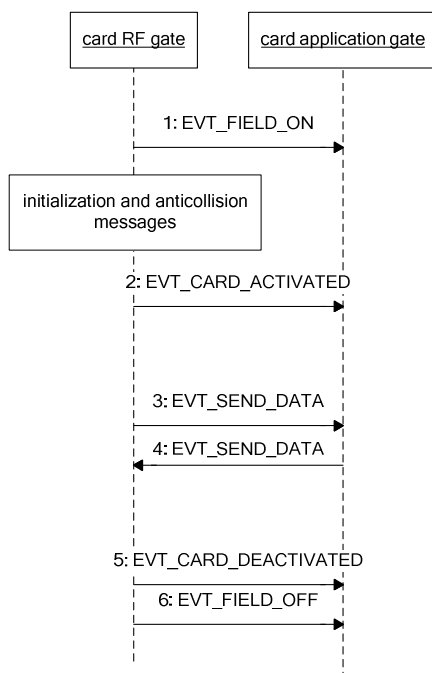 card RF gate
card application gate
1: EVT_FIELD_ON
initialization and anticollision
messages
2: EVT_CARD_ACTIVATED
3: EVT_SEND_DATA
4: EVT_SEND_DATA
5: EVT_CARD_DEACTIVATED
6: EVT_FIELD_OFF